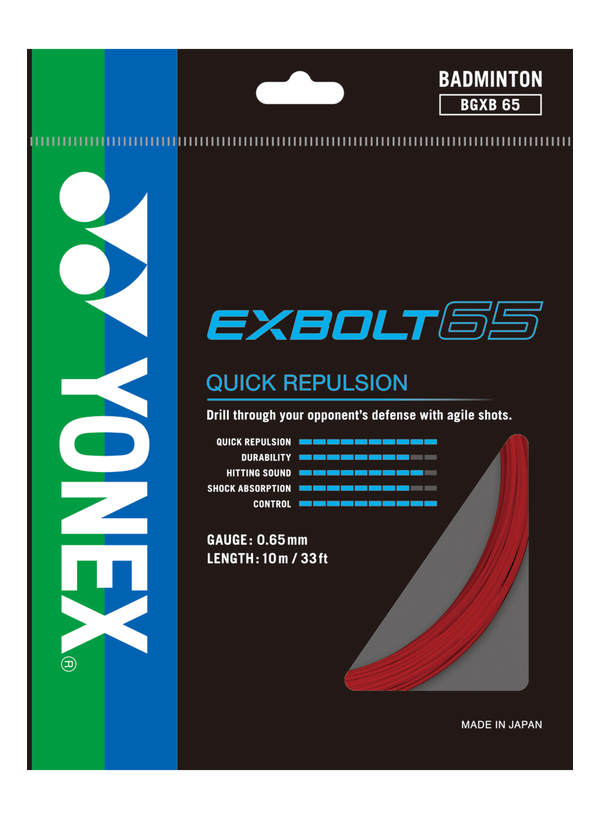 BADMINTON
BGXB 65
YONEX®
EXBOLT65
QUICK REPULSION
Drill through your opponent's defense with agile shots.
QUICK REPULSION
DURABILITY
HITTING SOUND
SHOCK ABSORPTION
CONTROL
GAUGE: 0.65mm
LENGTH: 10m / 33ft
MADE IN JAPAN